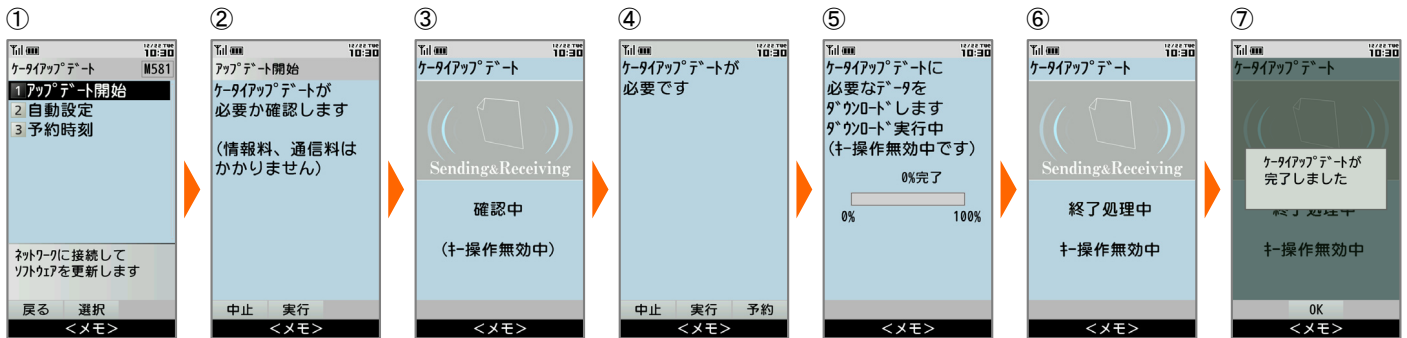 ①
12/22 TUE
10:30
ｹｰﾀｲｱｯﾌﾟﾃﾞｰﾄ M581
1 ｱｯﾌﾟﾃﾞｰﾄ開始
2 自動設定
3 予約時刻
ﾈｯﾄﾜｰｸに接続して
ｿﾌﾄｳｪｱを更新します
戻る 選択
<メモ>
②
12/22 TUE
10:30
ｱｯﾌﾟﾃﾞｰﾄ開始
ｹｰﾀｲｱｯﾌﾟﾃﾞｰﾄが
必要か確認します
(情報料、通信料は
かかりません)
中止 実行
<メモ>
③
12/22 TUE
10:30
ｹｰﾀｲｱｯﾌﾟﾃﾞｰﾄ
Sending&Receiving
確認中
(ｷｰ操作無効中)
<メモ>
④
12/22 TUE
10:30
ｹｰﾀｲｱｯﾌﾟﾃﾞｰﾄが
必要です
中止 実行 予約
<メモ>
⑤
12/22 TUE
10:30
ｹｰﾀｲｱｯﾌﾟﾃﾞｰﾄに
必要なﾃﾞｰﾀを
ﾀﾞｳﾝﾛｰﾄﾞします
ﾀﾞｳﾝﾛｰﾄﾞ実行中
(ｷｰ操作無効中です)
0%完了
0% 100%
<メモ>
⑥
12/22 TUE
10:30
ｹｰﾀｲｱｯﾌﾟﾃﾞｰﾄ
Sending&Receiving
終了処理中
ｷｰ操作無効中
<メモ>
⑦
12/22 TUE
10:30
ｹｰﾀｲｱｯﾌﾟﾃﾞｰﾄ
ｹｰﾀｲｱｯﾌﾟﾃﾞｰﾄが
完了しました
終了処理中
ｷｰ操作無効中
OK
<メモ>